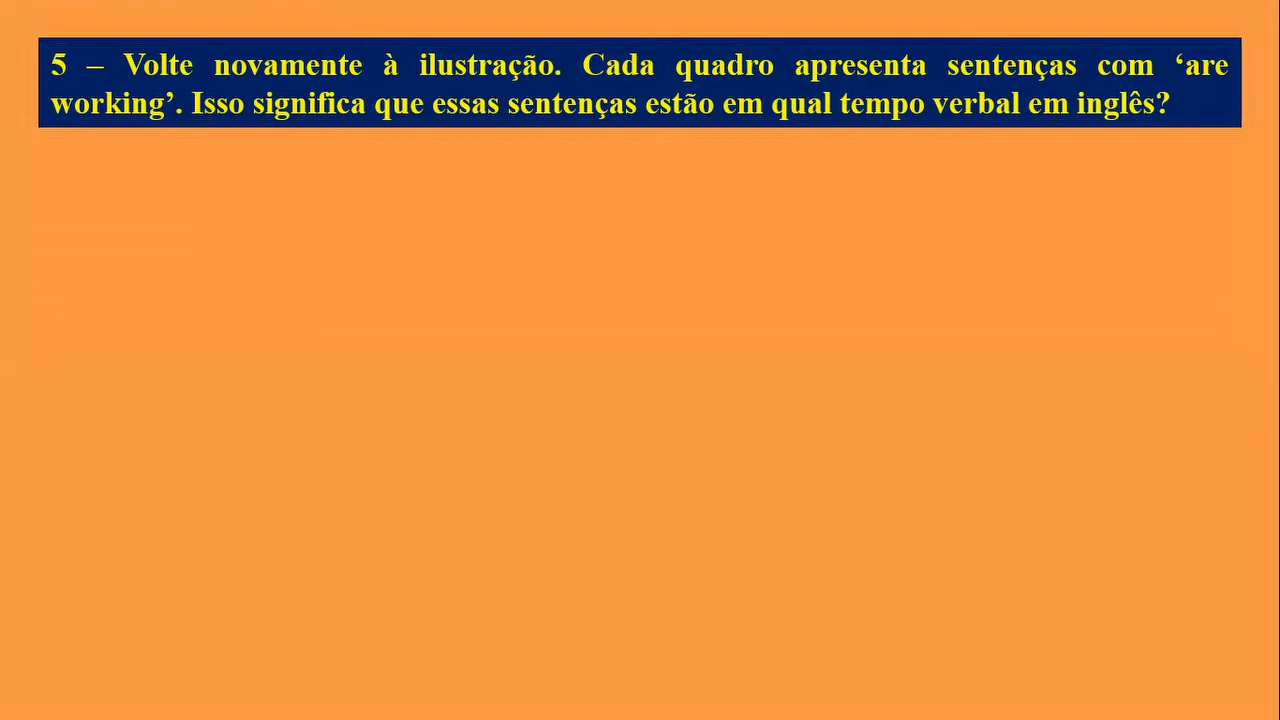 5 – Volte novamente à ilustração. Cada quadro apresenta sentenças com ‘are
working’. Isso significa que essas sentenças estão em qual tempo verbal em inglês?